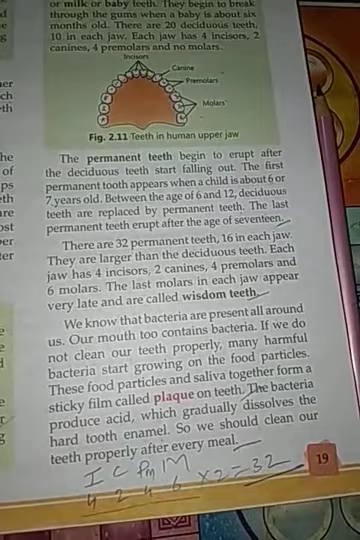 or milk or baby teeth. They begin to break
through the gums when a baby is about six
months old. There are 20 deciduous teeth,
10 in each jaw. Each jaw has 4 incisors, 2
canines, 4 premolars and no molars.
Incisors
Canine
Premolars
Molars
Fig. 2.11 Teeth in human upper jaw
The permanent teeth begin to erupt after
the deciduous teeth start falling out. The first
permanent tooth appears when a child is about 6 or
7 years old. Between the age of 6 and 12, deciduous
teeth are replaced by permanent teeth. The last
permanent teeth erupt after the age of seventeen.
There are 32 permanent teeth, 16 in each jaw.
They are larger than the deciduous teeth. Each
jaw has 4 incisors, 2 canines, 4 premolars and
6 molars. The last molars in each jaw appear
very late and are called wisdom teeth.
We know that bacteria are present all around
us. Our mouth too contains bacteria. If we do
not clean our teeth properly, many harmful
bacteria start growing on the food particles.
These food particles and saliva together form a
sticky film called plaque on teeth. The bacteria
produce acid, which gradually dissolves the
hard tooth enamel. So we should clean our
teeth properly after every meal.
I C Pm M
4 2 4 6 × 2 = 32
19